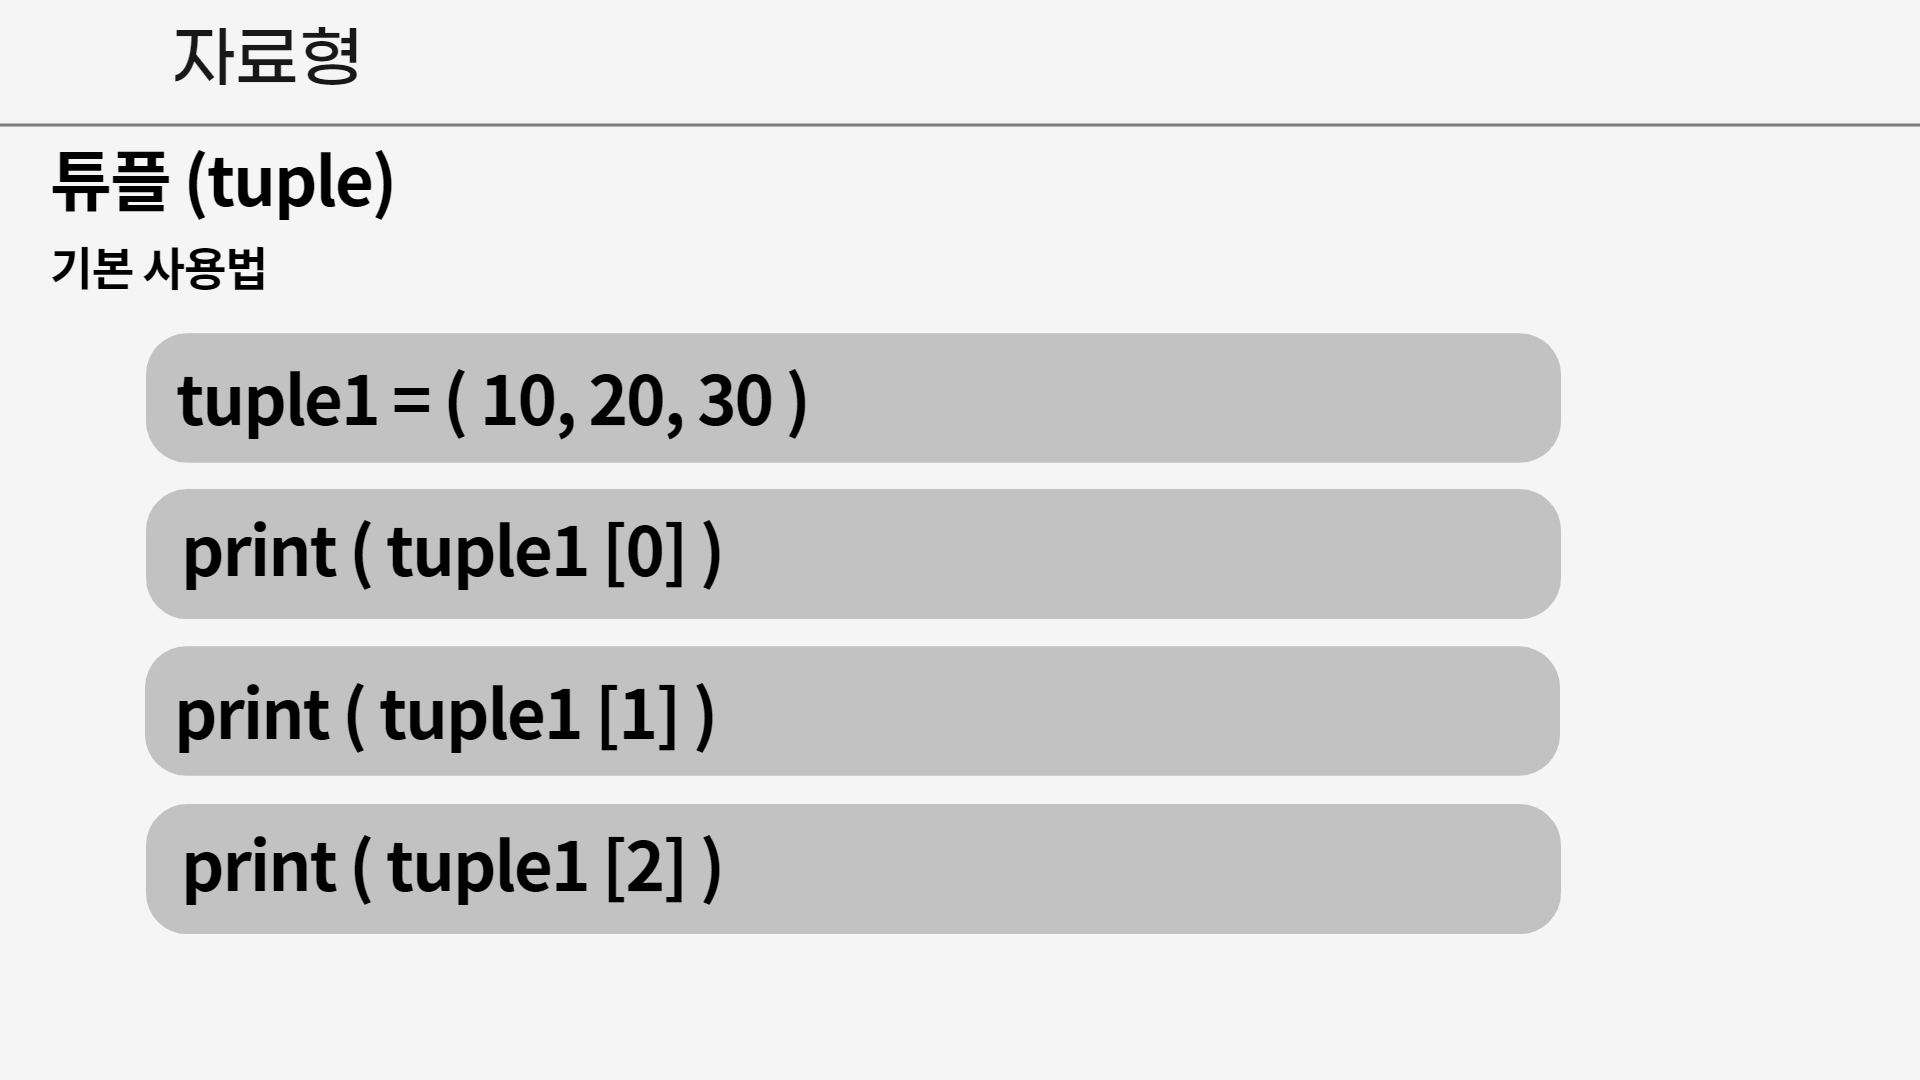 자료형
튜플 (tuple)
기본 사용법
tuple1 = ( 10, 20, 30 )
print ( tuple1 [0] )
print ( tuple1 [1] )
print ( tuple1 [2] )